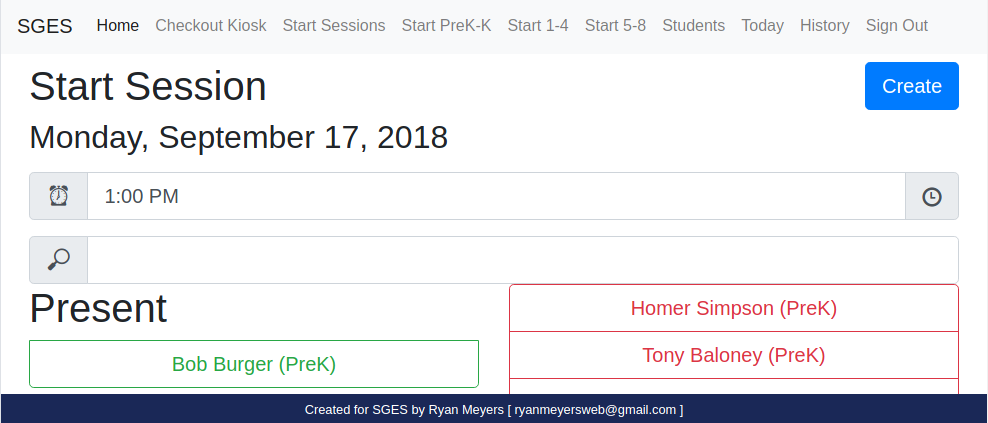 SGES Home Checkout Kiosk Start Sessions Start PreK-K Start 1-4 Start 5-8 Students Today History Sign Out
Start Session
Create
Monday, September 17, 2018
1:00 PM
Present
Bob Burger (PreK)
Homer Simpson (PreK)
Tony Baloney (PreK)
Created for SGES by Ryan Meyers [ ryanmeyersweb@gmail.com ]